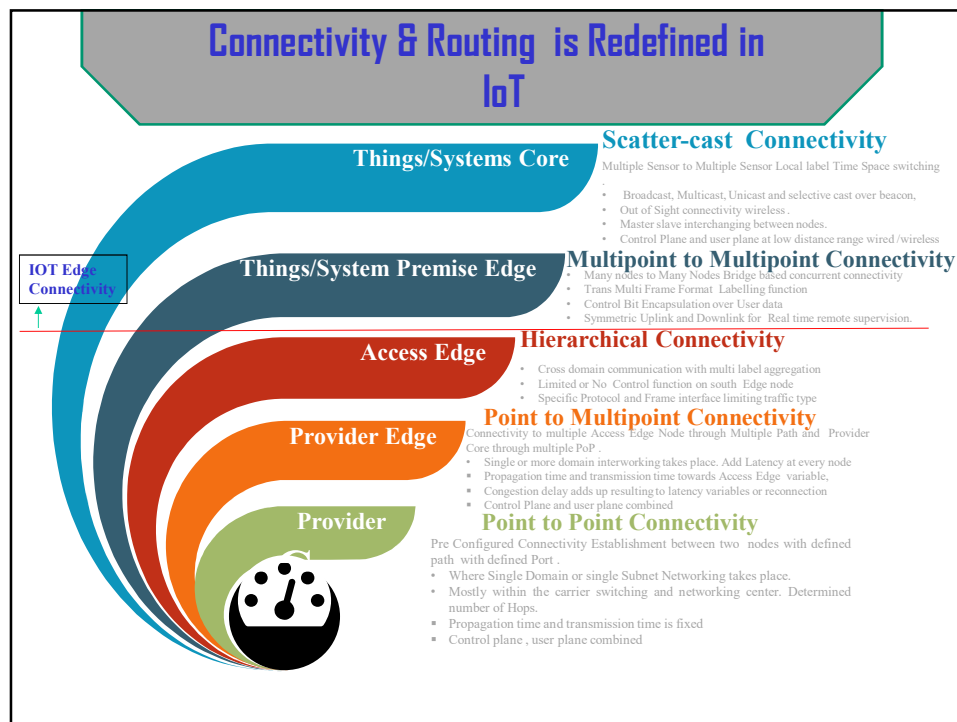 Connectivity & Routing is Redefined in
IoT
Things/Systems Core
Scatter-cast Connectivity
Multiple Sensor to Multiple Sensor Local label Time Space switching
.
• Broadcast, Multicast, Unicast and selective cast over beacon,
• Out of Sight connectivity wireless .
• Master slave interchanging between nodes.
• Control Plane and user plane at low distance range wired /wireless
IOT Edge
Connectivity
Things/System Premise Edge
Multipoint to Multipoint Connectivity
• Many nodes to Many Nodes Bridge based concurrent connectivity
• Trans Multi Frame Format Labelling function
• Control Bit Encapsulation over User data
• Symmetric Uplink and Downlink for Real time remote supervision.
Access Edge
Hierarchical Connectivity
• Cross domain communication with multi label aggregation
• Limited or No Control function on south Edge node
• Specific Protocol and Frame interface limiting traffic type
Provider Edge
Point to Multipoint Connectivity
Connectivity to multiple Access Edge Node through Multiple Path and Provider
Core through multiple PoP .
• Single or more domain interworking takes place. Add Latency at every node
▪ Propagation time and transmission time towards Access Edge variable,
▪ Congestion delay adds up resulting to latency variables or reconnection
▪ Control Plane and user plane combined
Provider
Point to Point Connectivity
Pre Configured Connectivity Establishment between two nodes with defined
path with defined Port .
• Where Single Domain or single Subnet Networking takes place.
• Mostly within the carrier switching and networking center. Determined
number of Hops.
▪ Propagation time and transmission time is fixed
▪ Control plane , user plane combined